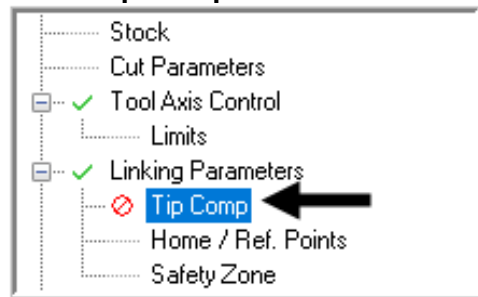 Stock
Cut Parameters
Tool Axis Control
Limits
Linking Parameters
Tip Comp
Home / Ref. Points
Safety Zone